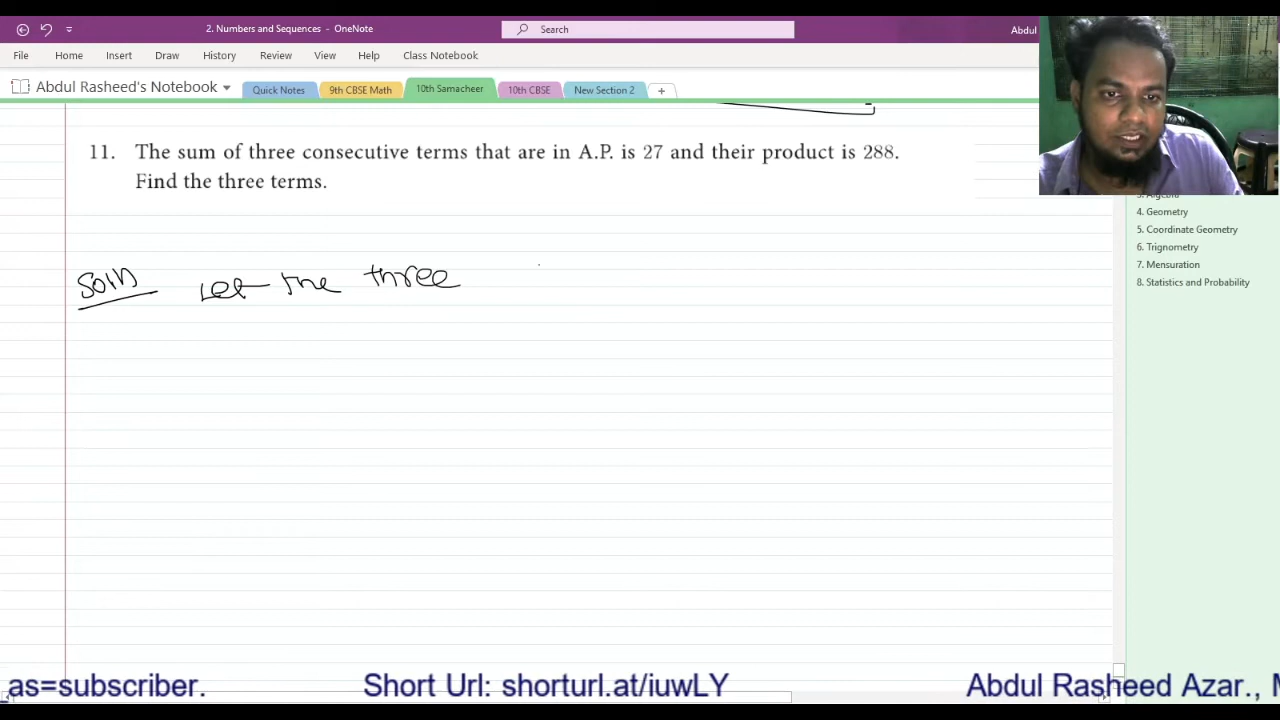 2. Numbers and Sequences - OneNote
Search
Abdul
File Home Insert Draw History Review View Help Class Notebook
Abdul Rasheed's Notebook
Quick Notes
9th CBSE Math
10th Samacheer
10th CBSE
New Section 2
11. The sum of three consecutive terms that are in A.P. is 27 and their product is 288.
Find the three terms.
Soln Let the three
3. Algebra
4. Geometry
5. Coordinate Geometry
6. Trignometry
7. Mensuration
8. Statistics and Probability
as=subscriber. Short Url: shorturl.at/iuwLY Abdul Rasheed Azar., M